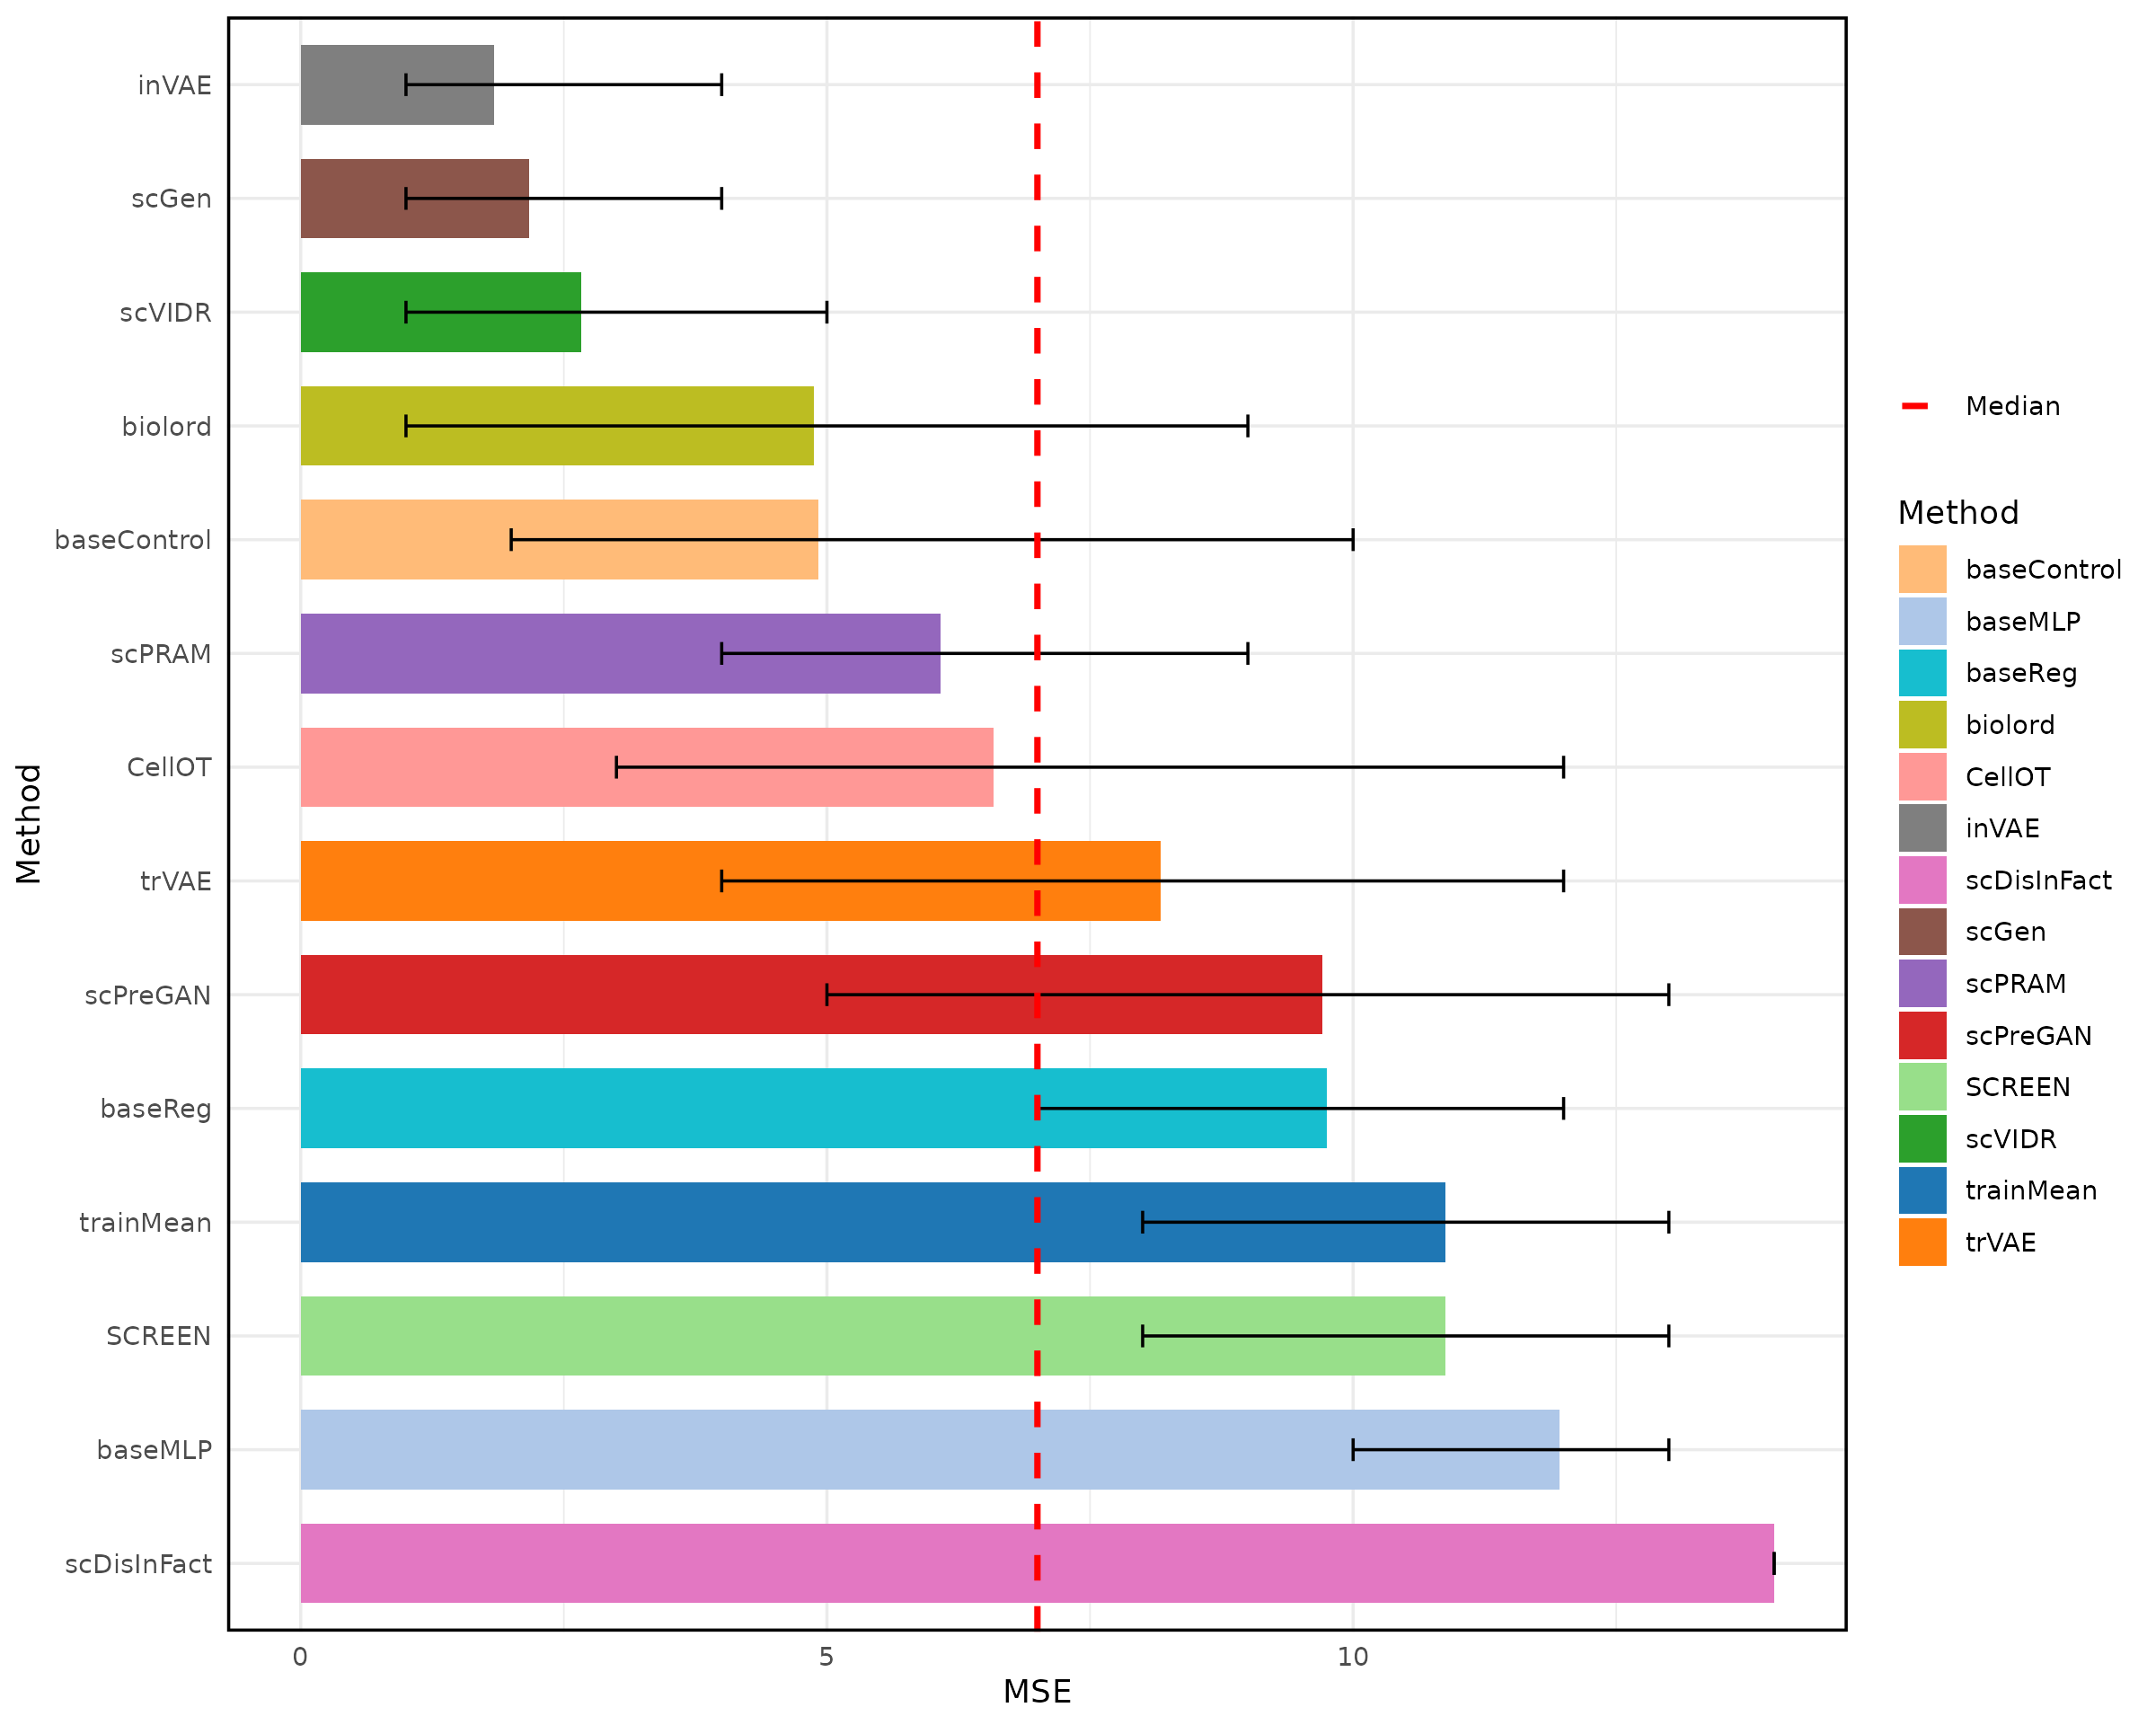 inVAE
scGen
scVIDR
biolord
baseControl
scPRAM
CellOT
trVAE
scPreGAN
baseReg
trainMean
SCREEN
baseMLP
scDisInFact
Method
0 5 10
MSE
Median
Method
baseControl
baseMLP
baseReg
biolord
CellOT
inVAE
scDisInFact
scGen
scPRAM
scPreGAN
SCREEN
scVIDR
trainMean
trVAE